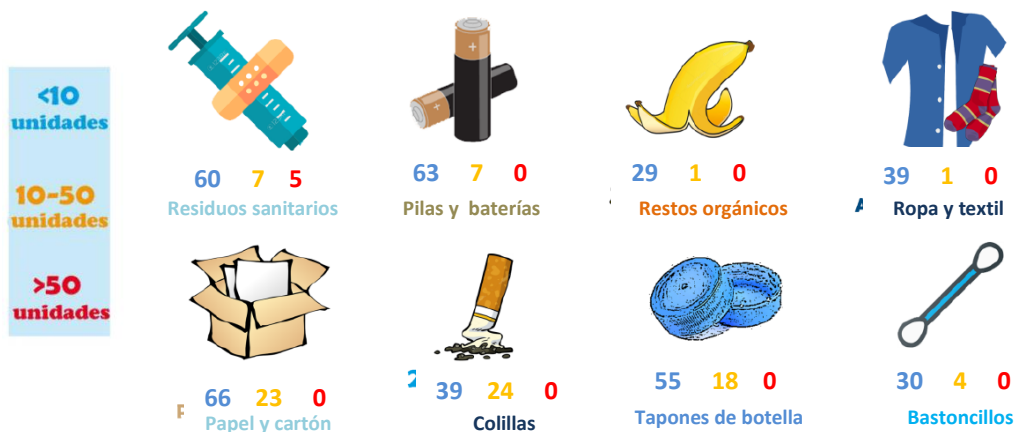 <10
unidades
10-50
unidades
>50
unidades
60 7 5
Residuos sanitarios
63 7 0
Pilas y baterías
29 1 0
Restos orgánicos
39 1 0
Ropa y textil
66 23 0
Papel y cartón
39 24 0
Colillas
55 18 0
Tapones de botella
30 4 0
Bastoncillos